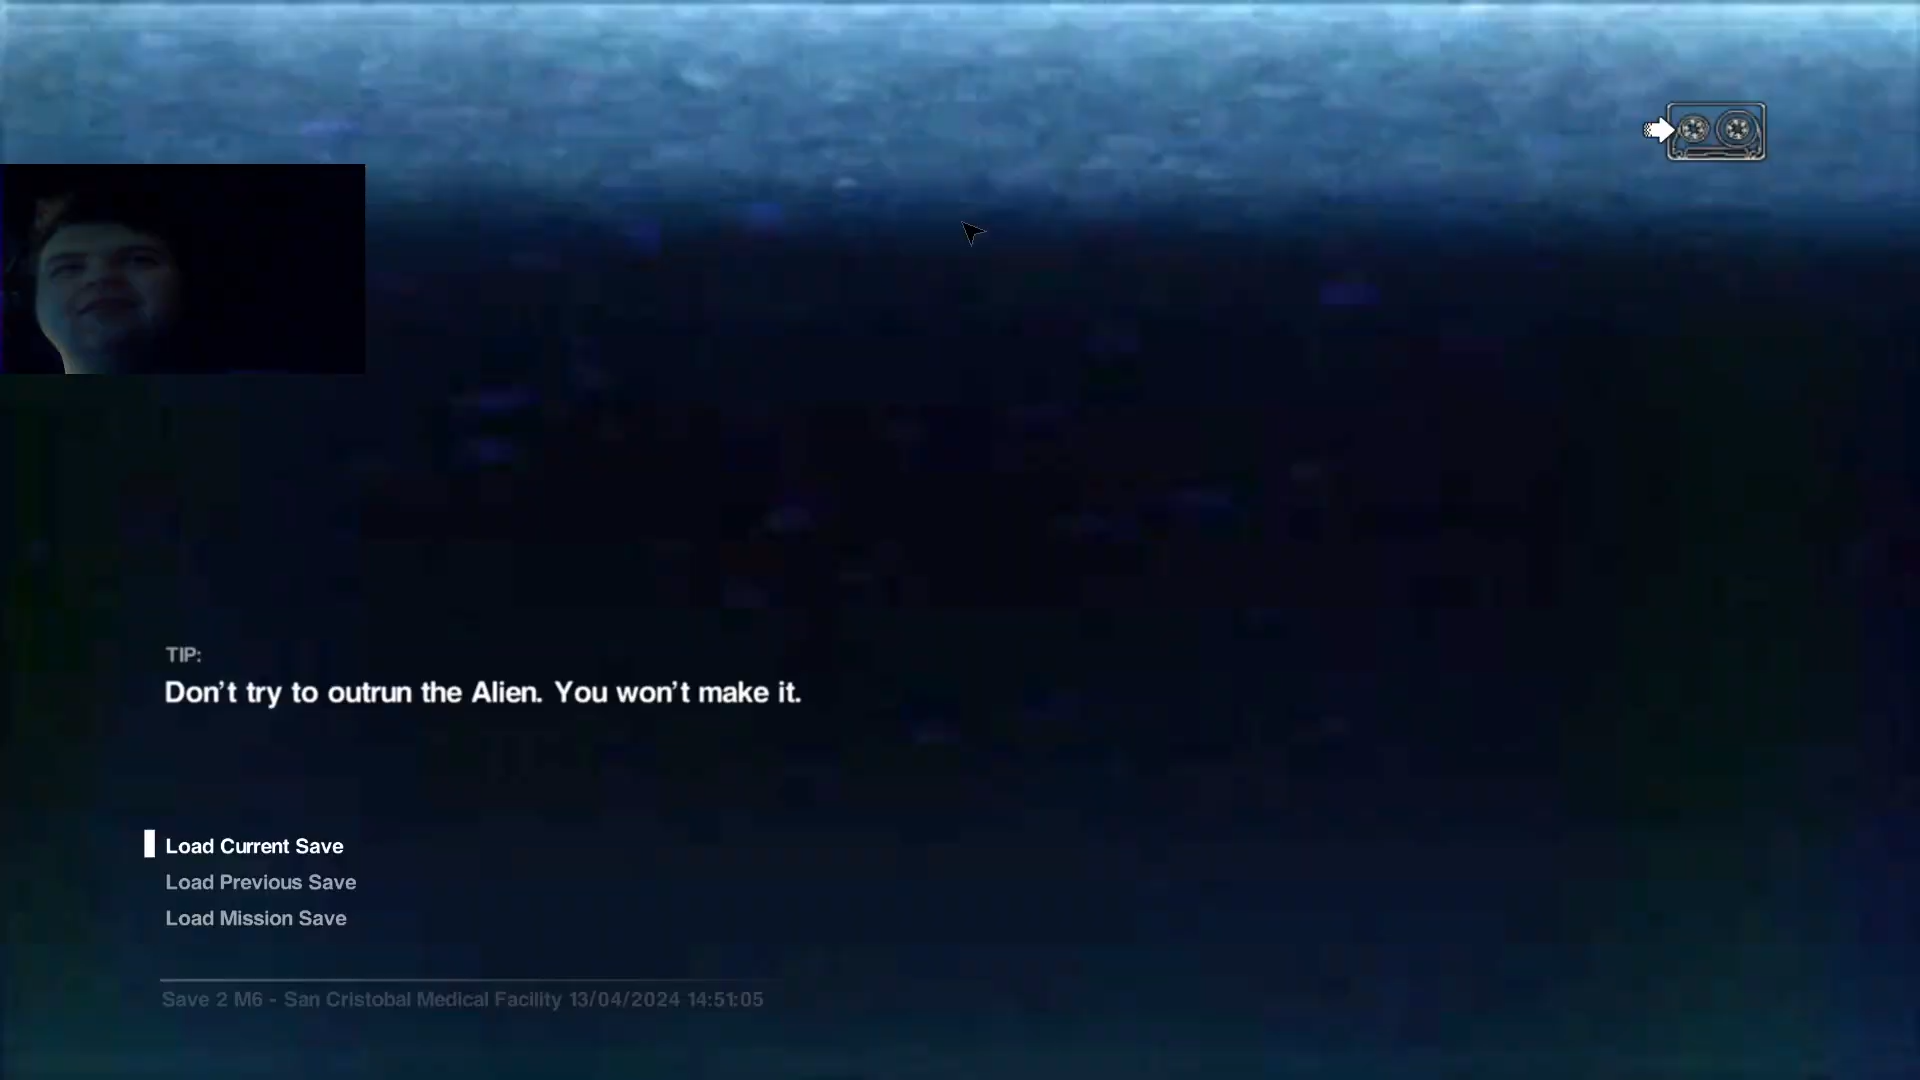 TIP:
Don't try to outrun the Alien. You won't make it.
Load Current Save
Load Previous Save
Load Mission Save
Save 2 M6 - San Cristobal Medical Facility 13/04/2024 14:51:05